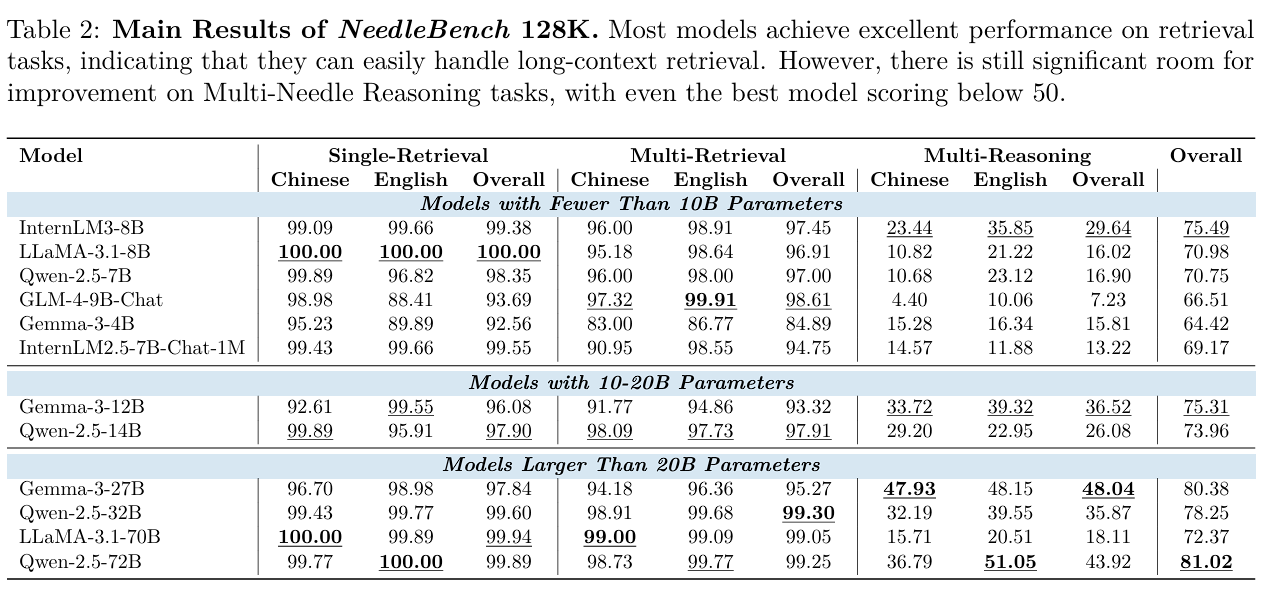 Table 2: Main Results of NeedleBench 128K. Most models achieve excellent performance on retrieval
tasks, indicating that they can easily handle long-context retrieval. However, there is still significant room for
improvement on Multi-Needle Reasoning tasks, with even the best model scoring below 50.
Model Single-Retrieval Multi-Retrieval Multi-Reasoning Overall
Chinese English Overall Chinese English Overall Chinese English Overall
Models with Fewer Than 10B Parameters
InternLM3-8B 99.09 99.66 99.38 96.00 98.91 97.45 23.44 35.85 29.64 75.49
LLaMA-3.1-8B 100.00 100.00 100.00 95.18 98.64 96.91 10.82 21.22 16.02 70.98
Qwen-2.5-7B 99.89 96.82 98.35 96.00 98.00 97.00 10.68 23.12 16.90 70.75
GLM-4-9B-Chat 98.98 88.41 93.69 97.32 99.91 98.61 4.40 10.06 7.23 66.51
Gemma-3-4B 95.23 89.89 92.56 83.00 86.77 84.89 15.28 16.34 15.81 64.42
InternLM2.5-7B-Chat-1M 99.43 99.66 99.55 90.95 98.55 94.75 14.57 11.88 13.22 69.17
Models with 10-20B Parameters
Gemma-3-12B 92.61 99.55 96.08 91.77 94.86 93.32 33.72 39.32 36.52 75.31
Qwen-2.5-14B 99.89 95.91 97.90 98.09 97.73 97.91 29.20 22.95 26.08 73.96
Models Larger Than 20B Parameters
Gemma-3-27B 96.70 98.98 97.84 94.18 96.36 95.27 47.93 48.15 48.04 80.38
Qwen-2.5-32B 99.43 99.77 99.60 98.91 99.68 99.30 32.19 39.55 35.87 78.25
LLaMA-3.1-70B 100.00 99.89 99.94 99.00 99.09 99.05 15.71 20.51 18.11 72.37
Qwen-2.5-72B 99.77 100.00 99.89 98.73 99.77 99.25 36.79 51.05 43.92 81.02